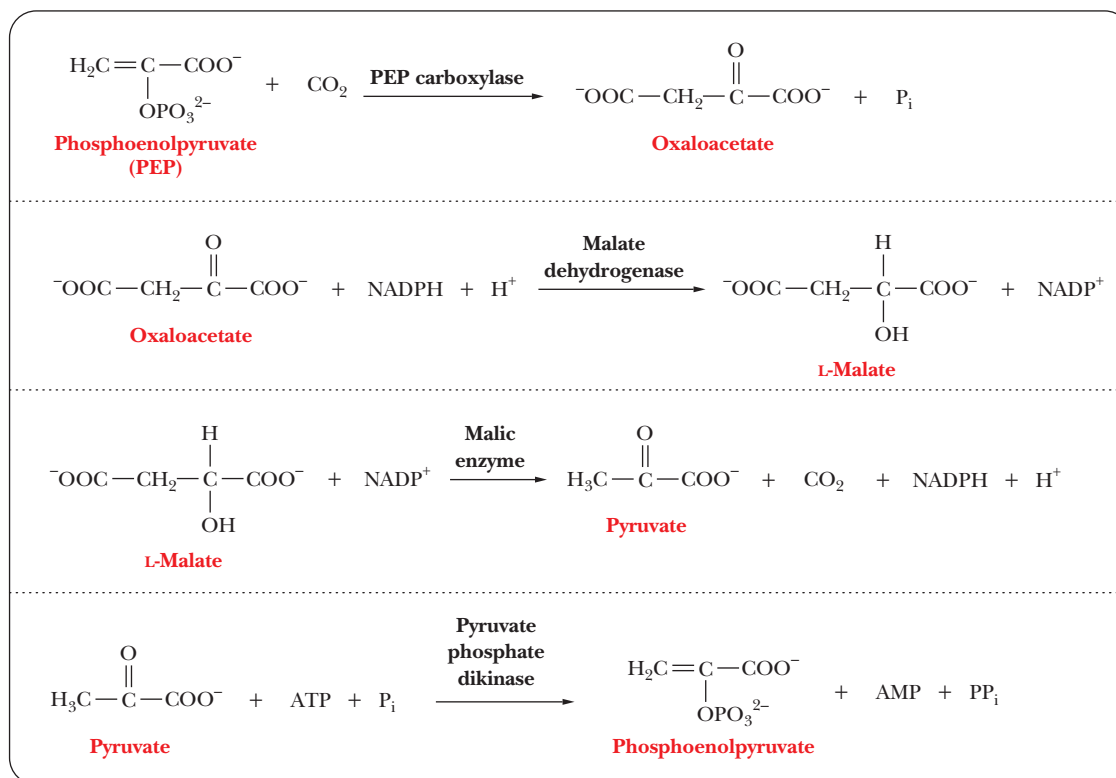 H₂C=C—COO⁻ + CO₂ PEP carboxylase ⁻OOC—CH₂—C—COO⁻ + Pᵢ
O
OPO₃²⁻
Phosphoenolpyruvate
(PEP)
Oxaloacetate
O
⁻OOC—CH₂—C—COO⁻ + NADPH + H⁺
Oxaloacetate
Malate
dehydrogenase
H
⁻OOC—CH₂—C—COO⁻ + NADP⁺
OH
L-Malate
H
⁻OOC—CH₂—C—COO⁻ + NADP⁺
OH
L-Malate
Malic
enzyme
O
H₃C—C—COO⁻ + CO₂ + NADPH + H⁺
Pyruvate
O
H₃C—C—COO⁻ + ATP + Pᵢ
Pyruvate
Pyruvate
phosphate
dikinase
H₂C=C—COO⁻ + AMP + PPᵢ
OPO₃²⁻
Phosphoenolpyruvate